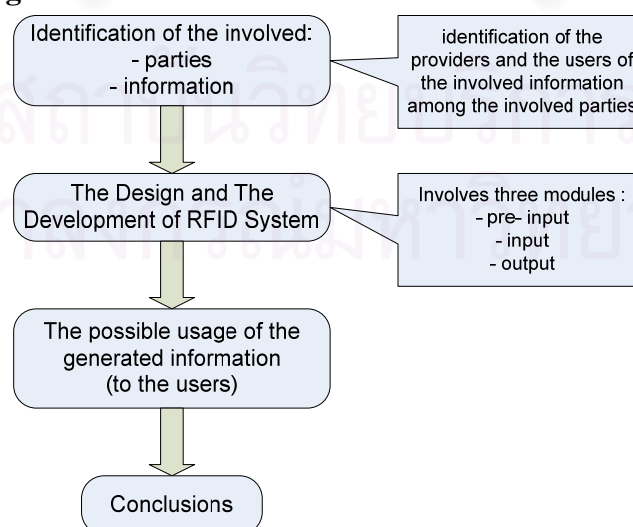 Identification of the involved:
- parties
- information
identification of the
providers and the users of
the involved information
among the involved parties
The Design and The
Development of RFID System
Involves three modules :
- pre- input
- input
- output
The possible usage of the
generated information
(to the users)
Conclusions